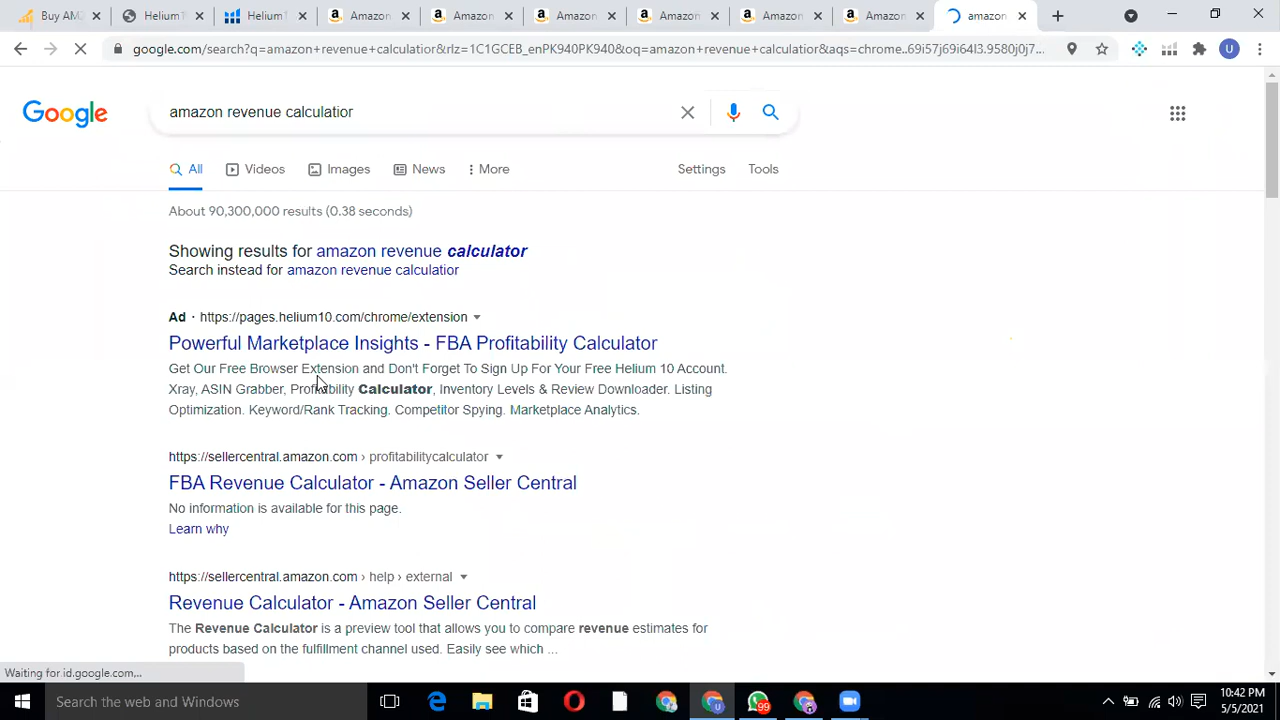 Buy AMZ
Helium
Helium
Amazon
Amazon
Amazon
Amazon
Amazon
Amazon
amazon
google.com/search?q=amazon+revenue+calculatior&rlz=1C1GCEB_enPK940PK940&oq=amazon+revenue+calculatior&aqs=chrome..69i57j69i64l3.9580j0j7...
U
Google
amazon revenue calculatior
All
Videos
Images
News
More
Settings
Tools
About 90,300,000 results (0.38 seconds)
Showing results for amazon revenue calculator
Search instead for amazon revenue calculatior
Ad · https://pages.helium10.com/chrome/extension
Powerful Marketplace Insights - FBA Profitability Calculator
Get Our Free Browser Extension and Don't Forget To Sign Up For Your Free Helium 10 Account.
Xray, ASIN Grabber, Profitability Calculator, Inventory Levels & Review Downloader. Listing
Optimization. Keyword/Rank Tracking. Competitor Spying. Marketplace Analytics.
https://sellercentral.amazon.com › profitabilitycalculator
FBA Revenue Calculator - Amazon Seller Central
No information is available for this page.
Learn why
https://sellercentral.amazon.com › help › external
Revenue Calculator - Amazon Seller Central
The Revenue Calculator is a preview tool that allows you to compare revenue estimates for
products based on the fulfillment channel used. Easily see which ...
Waiting for id.google.com...
Search the web and Windows
99
10:42 PM
5/5/2021